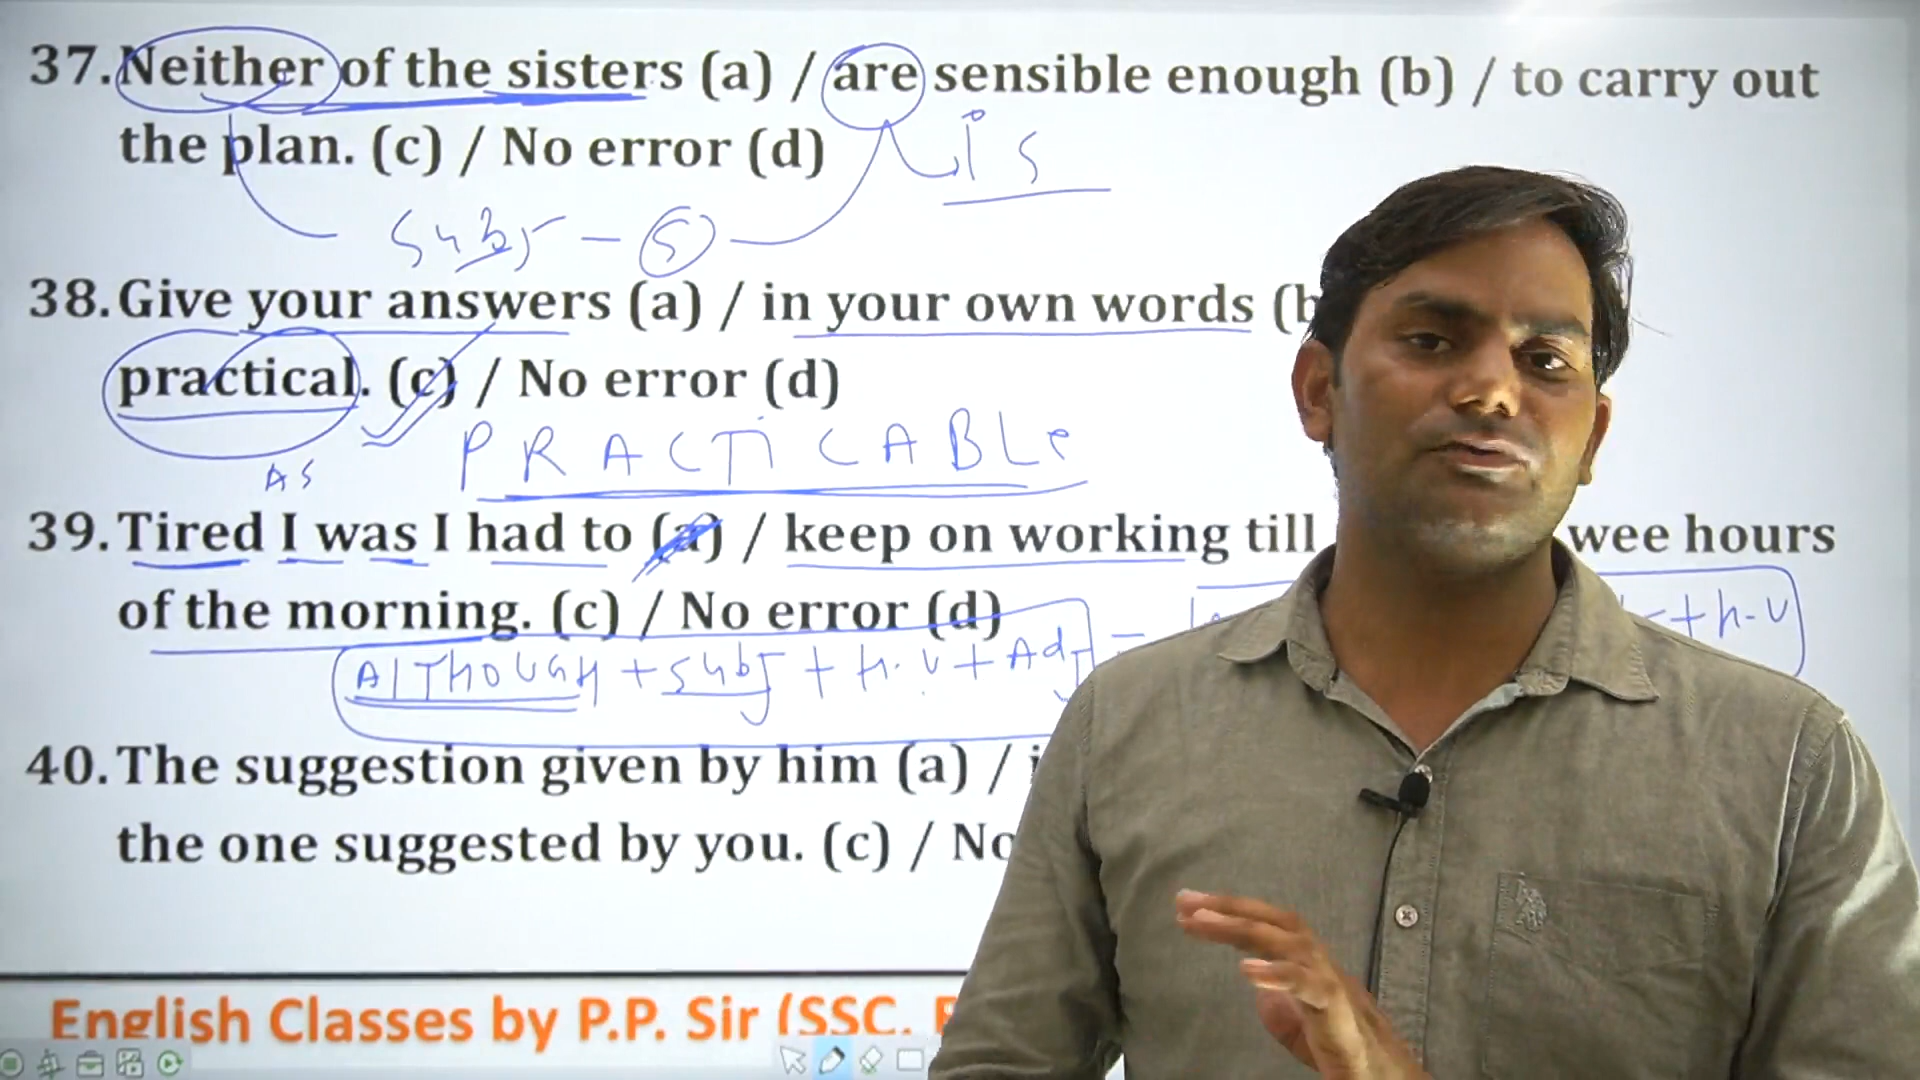 37. Neither of the sisters (a) / are sensible enough (b) / to carry out
the plan. (c) / No error (d)
is
Subj - S
38. Give your answers (a) / in your own words (b
practical. (c) / No error (d)
PRACTICABLe
AS
39. Tired I was I had to (a) / keep on working till wee hours
of the morning. (c) / No error (d)
+ H.V
ALTHOUGH + Subj + H.V + Adj
40. The suggestion given by him (a) /
the one suggested by you. (c) / No
English Classes by P.P. Sir (SSC,